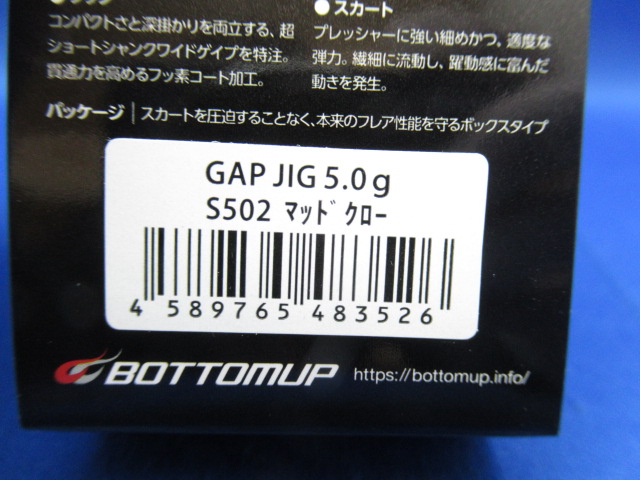 コンパクトさと深掛かりを両立する、超
ショートシャンクワイドゲイプを特注。
貫通力を高めるフッ素コート加工。
●スカート
プレッシャーに強い細めかつ、適度な
弾力。繊細に流動し、躍動感に富んだ
動きを発生。
パッケージ｜スカートを圧迫することなく、本来のフレア性能を守るボックスタイプ
GAP JIG 5.0g
S502 ﾏｯﾄﾞｸﾛｰ
4 589765 483526
BOTTOMUP
https://bottomup.info/